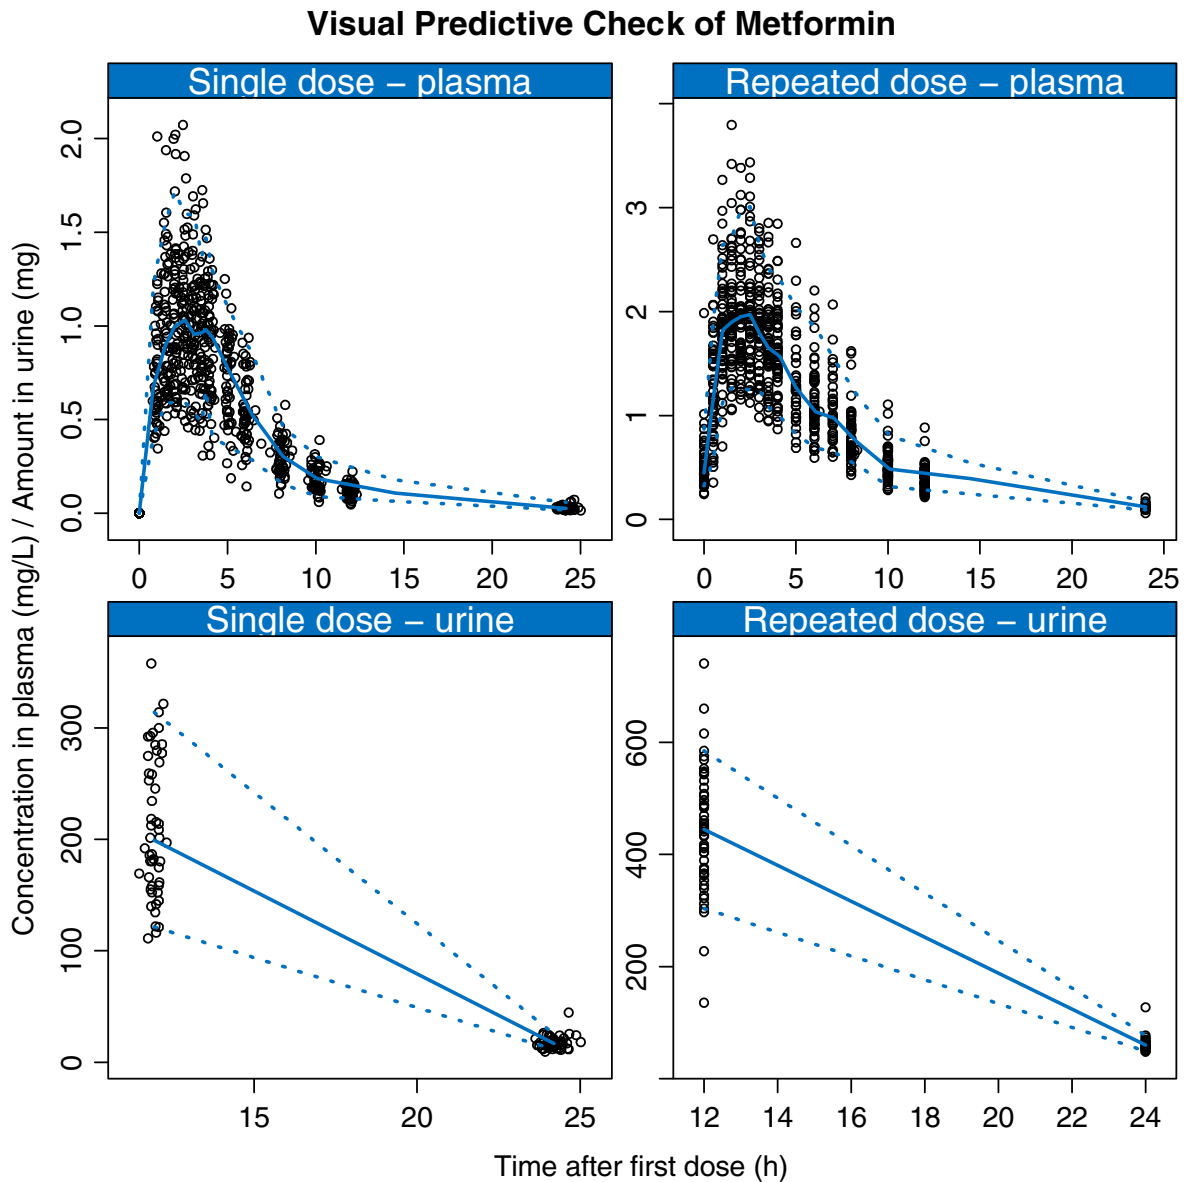 Visual Predictive Check of Metformin
Single dose − plasma
Repeated dose − plasma
2.0
1.5
1.0
0.5
0.0
0 5 10 15 20 25
3
2
1
0
0 5 10 15 20 25
Concentration in plasma (mg/L) / Amount in urine (mg)
Single dose − urine
Repeated dose − urine
300
200
100
0
15 20 25
600
400
200
12 14 16 18 20 22 24
Time after first dose (h)